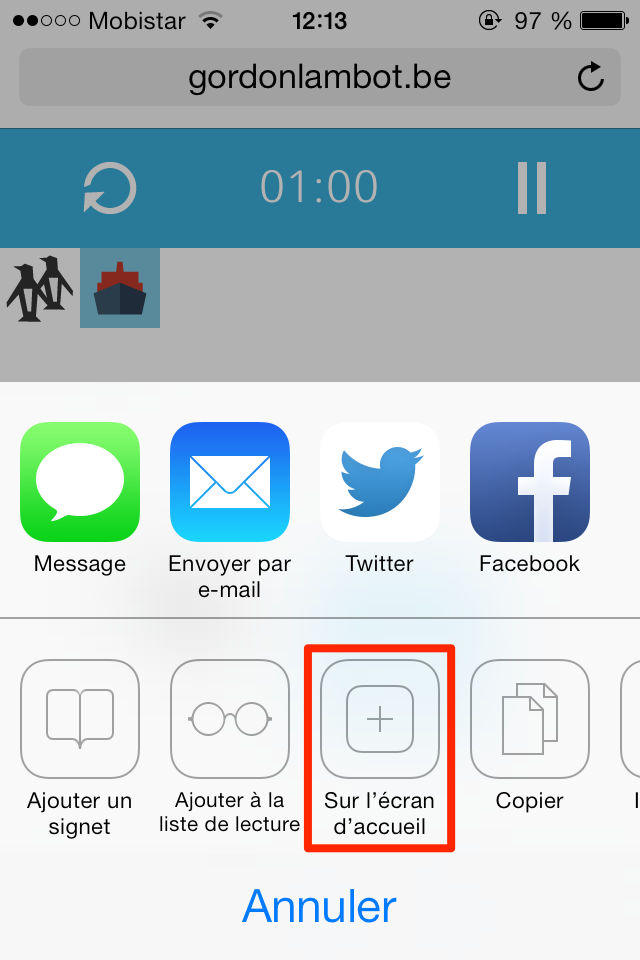 Mobistar 12:13 97 %
gordonlambot.be
01:00
Message
Envoyer par
e-mail
Twitter
Facebook
Ajouter un
signet
Ajouter à la
liste de lecture
Sur l’écran
d’accueil
Copier
Annuler